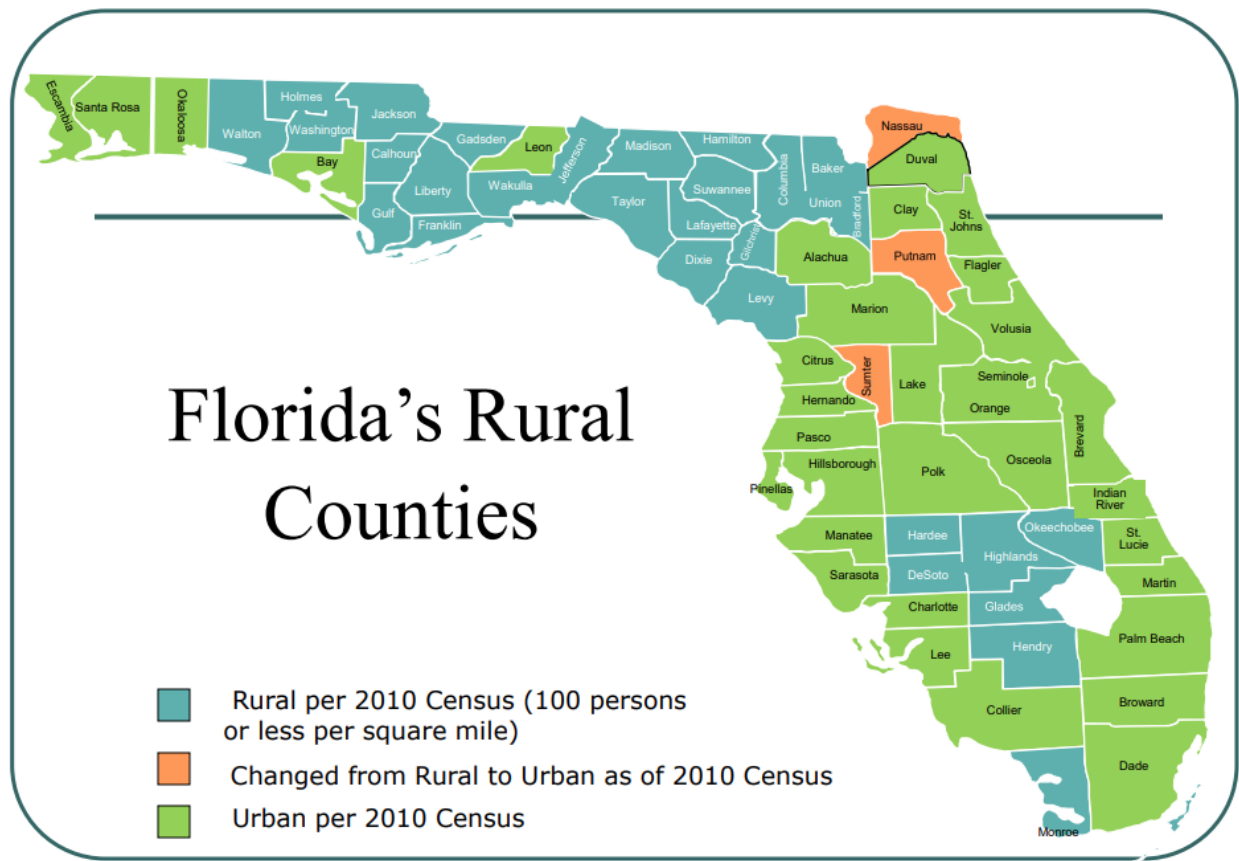 Escambia
Santa Rosa
Okaloosa
Walton
Holmes
Washington
Jackson
Bay
Calhoun
Gulf
Liberty
Gadsden
Franklin
Leon
Wakulla
Jefferson
Madison
Taylor
Hamilton
Suwannee
Lafayette
Dixie
Gilchrist
Columbia
Baker
Union
Bradford
Levy
Nassau
Duval
Clay
St.
Johns
Putnam
Alachua
Flagler
Marion
Volusia
Citrus
Sumter
Lake
Seminole
Orange
Hernando
Pasco
Brevard
Hillsborough
Pinellas
Polk
Osceola
Indian
River
Manatee
Hardee
Okeechobee
Highlands
St.
Lucie
Sarasota
DeSoto
Martin
Charlotte
Glades
Palm Beach
Lee
Hendry
Collier
Broward
Dade
Monroe
Florida's Rural
Counties
Rural per 2010 Census (100 persons
or less per square mile)
Changed from Rural to Urban as of 2010 Census
Urban per 2010 Census